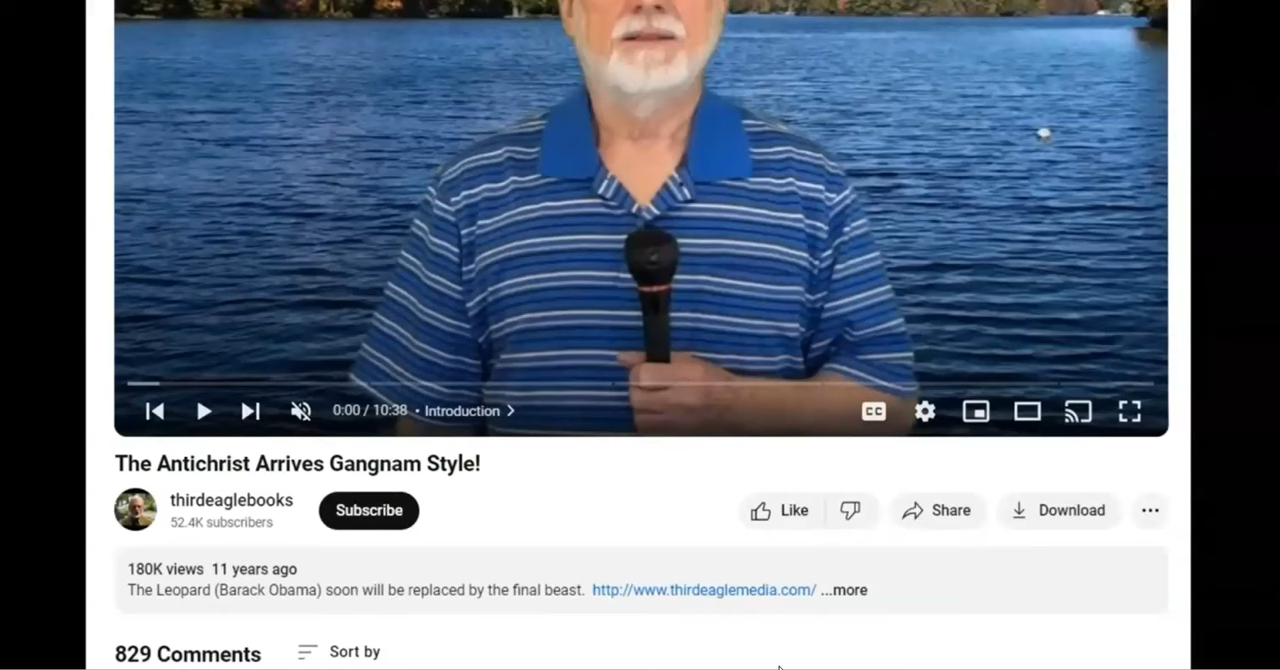 0:00 / 10:38 • Introduction
CC
The Antichrist Arrives Gangnam Style!
thirdeaglebooks
52.4K subscribers
Subscribe
Like
Share
Download
180K views 11 years ago
The Leopard (Barack Obama) soon will be replaced by the final beast. http://www.thirdeaglemedia.com/ ...more
829 Comments
Sort by